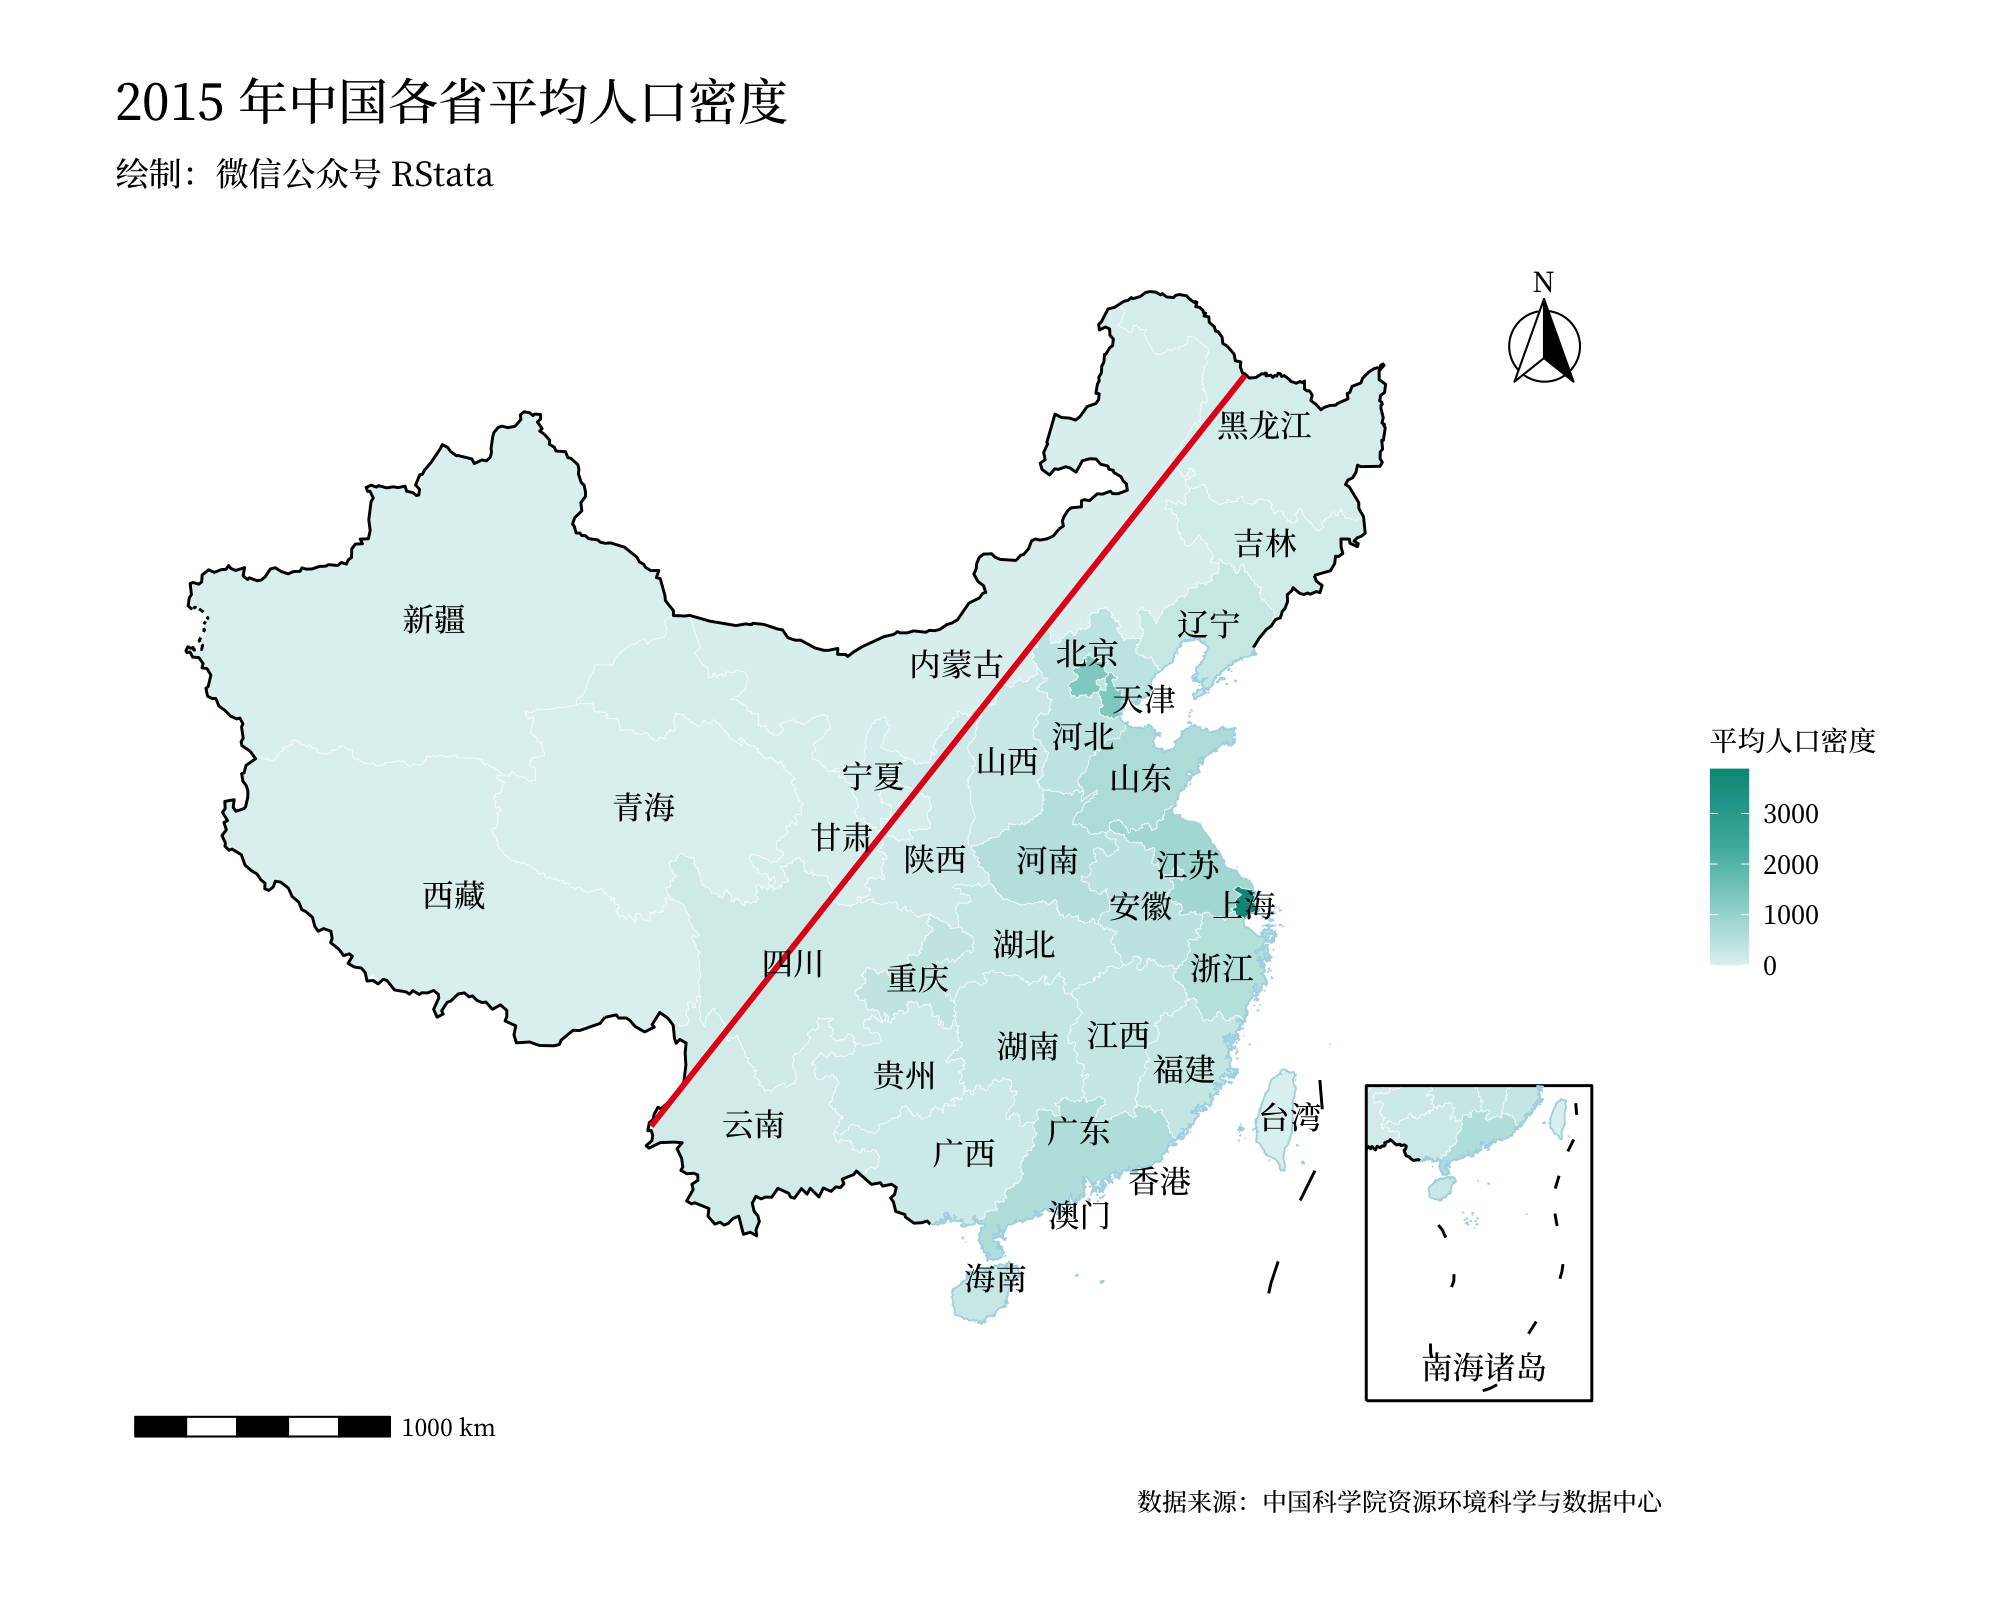 2015 年中国各省平均人口密度
绘制：微信公众号 RStata
N
黑龙江
吉林
新疆
辽宁
北京
内蒙古
天津
河北
平均人口密度
山西
宁夏
山东
青海
3000
甘肃
陕西
河南
江苏
2000
西藏
安徽
上海
1000
湖北
四川
浙江
0
重庆
江西
湖南
福建
贵州
台湾
云南
广东
广西
香港
澳门
海南
南海诸岛
1000 km
数据来源：中国科学院资源环境科学与数据中心